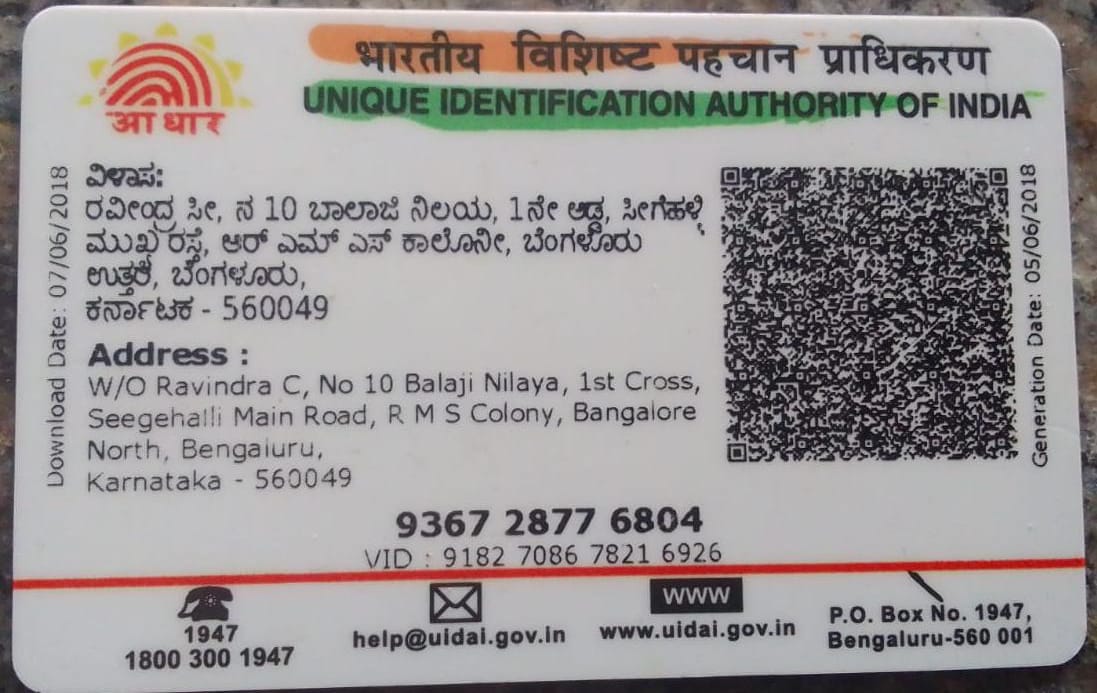 आधार
भारतीय विशिष्ट पहचान प्राधिकरण
UNIQUE IDENTIFICATION AUTHORITY OF INDIA
Download Date: 07/06/2018
ವಿಳಾಸ:
ರವೀಂದ್ರ ಸೀ, ನ 10 ಬಾಲಾಜಿ ನಿಲಯ, 1ನೇ ಅಡ್ಡ, ಸೀಗೆಹಳ್ಳಿ
ಮುಖ್ಯ ರಸ್ತೆ, ಆರ್ ಎಮ್ ಎಸ್ ಕಾಲೋನೀ, ಬೆಂಗಳೂರು
ಉತ್ತರ, ಬೆಂಗಳೂರು,
ಕರ್ನಾಟಕ - 560049
Address :
W/O Ravindra C, No 10 Balaji Nilaya, 1st Cross,
Seegehalli Main Road, R M S Colony, Bangalore
North, Bengaluru,
Karnataka - 560049
Generation Date: 05/06/2018
9367 2877 6804
VID : 9182 7086 7821 6926
1947
1800 300 1947
help@uidai.gov.in
www
www.uidai.gov.in
P.O. Box No. 1947,
Bengaluru-560 001